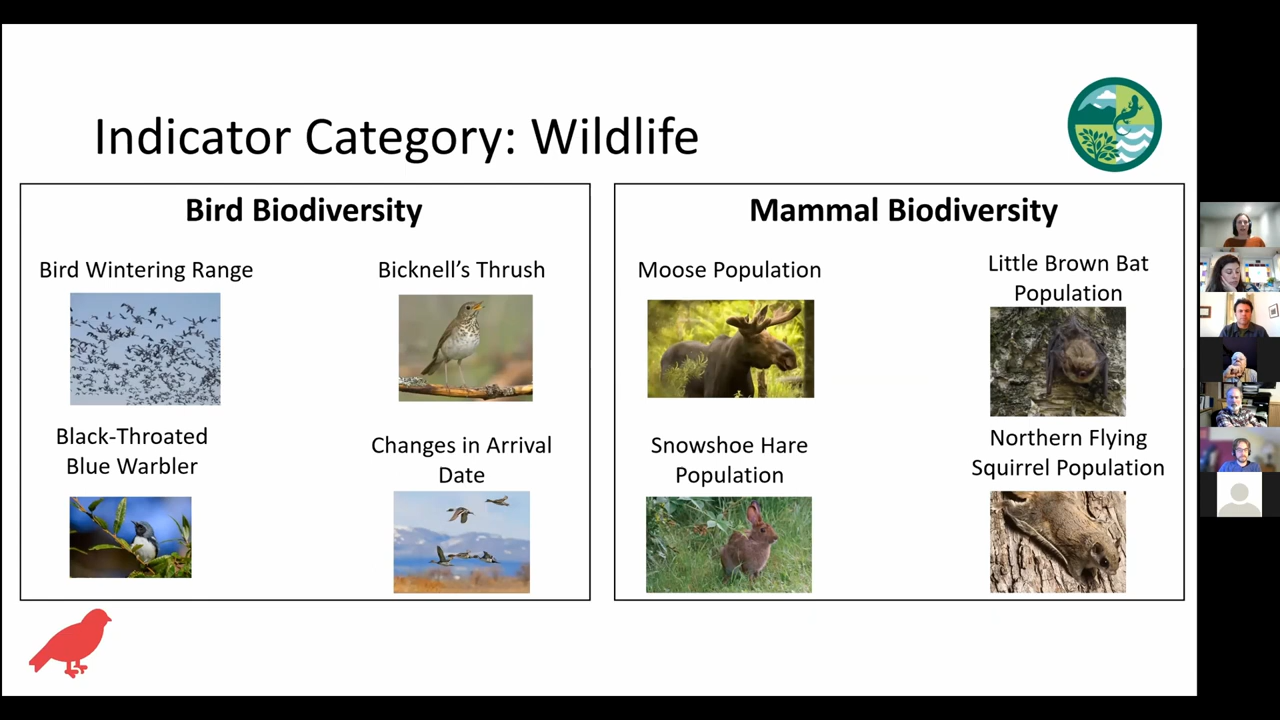 Indicator Category: Wildlife
Bird Biodiversity
Bird Wintering Range
Bicknell’s Thrush
Black-Throated
Blue Warbler
Changes in Arrival
Date
Mammal Biodiversity
Moose Population
Little Brown Bat
Population
Snowshoe Hare
Population
Northern Flying
Squirrel Population